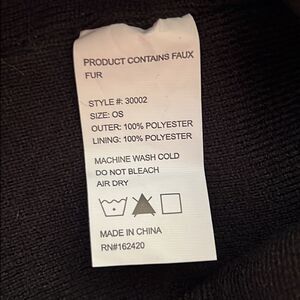 PRODUCT CONTAINS FAUX
FUR
STYLE #: 30002
SIZE: OS
OUTER: 100% POLYESTER
LINING: 100% POLYESTER
MACHINE WASH COLD
DO NOT BLEACH
AIR DRY
MADE IN CHINA
RN#162420